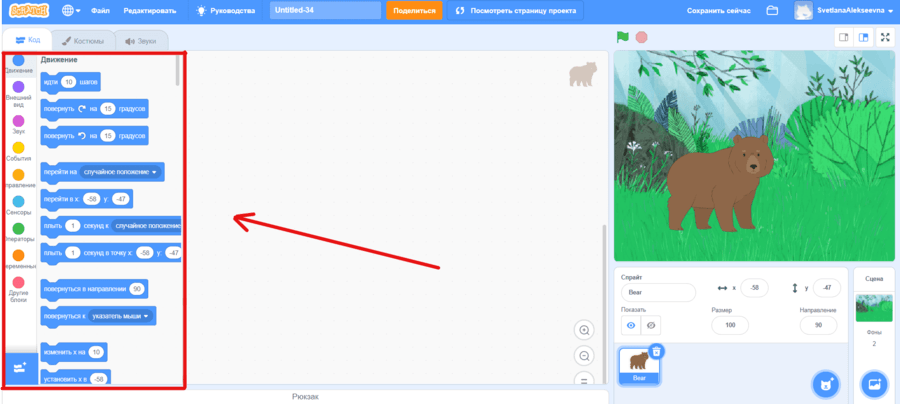 SCRATCH
Файл
Редактировать
Руководства
Untitled-34
Поделиться
Посмотреть страницу проекта
Сохранить сейчас
SvetlanaAlekseevna
Код
Костюмы
Звуки
Движение
Внешний
вид
Звук
События
правление
Сенсоры
Операторы
еременны
Другие
блоки
Движение
идти 10 шагов
повернуть на 15 градусов
повернуть на 15 градусов
перейти на случайное положение
перейти в x: -58 y: -47
плыть 1 секунд к случайное положение
плыть 1 секунд в точку x: -58 y: -47
повернуться в направлении 90
повернуться к указатель мыши
изменить x на 10
установить x в -58
Спрайт
Bear
x -58
y -47
Показать
Размер
100
Направление
90
Bear
Сцена
Фоны
2
Рюкзак